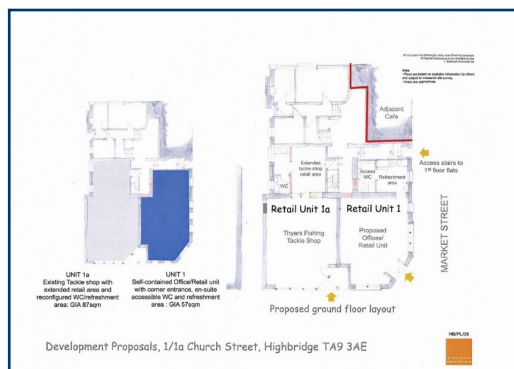 Note
Adjacent
Cafe
Access stairs to
1st floor flats
Extended
tackle shop
retail area
WC
Access
WC
Refreshment
area
Retail Unit 1a
Retail Unit 1
Thyers Fishing
Tackle Shop
Proposed
Offices/
Retail Unit
MARKET STREET
UNIT 1a
Existing Tackle shop with
extended retail area and
reconfigured WC/refreshment
area: GIA 87sqm
UNIT 1
Self-contained Office/Retail unit
with corner entrance, en-suite
accessible WC and refreshment
area : GIA 57sqm
Proposed ground floor layout
Development Proposals, 1/1a Church Street, Highbridge TA9 3AE
HB/PL/06